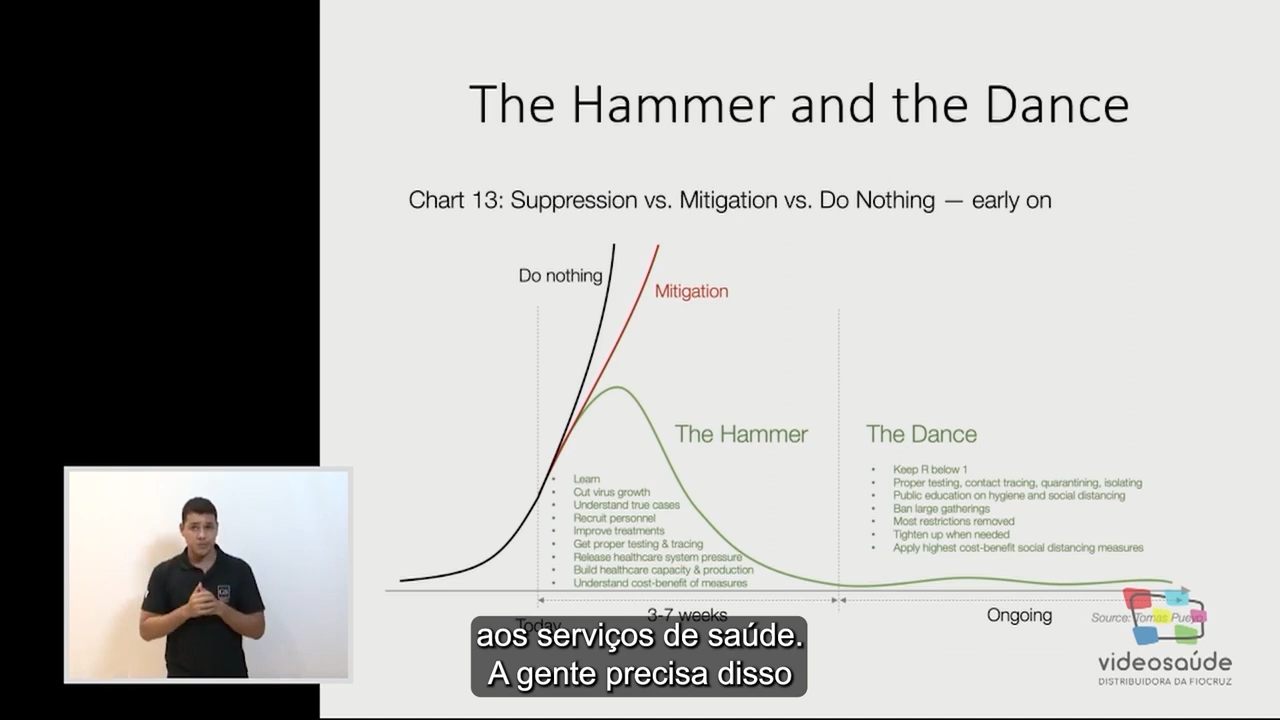 The Hammer and the Dance
Chart 13: Suppression vs. Mitigation vs. Do Nothing — early on
Do nothing
Mitigation
The Hammer
• Learn
• Cut virus growth
• Understand true cases
• Recruit personnel
• Improve treatments
• Get proper testing & tracing
• Release healthcare system pressure
• Build healthcare capacity & production
• Understand cost-benefit of measures
The Dance
• Keep R below 1
• Proper testing, contact tracing, quarantining, isolating
• Public education on hygiene and social distancing
• Ban large gatherings
• Most restrictions removed
• Tighten up when needed
• Apply highest cost-benefit social distancing measures
Today
3-7 weeks
Ongoing
Source: Tomas Pueyo
aos serviços de saúde.
A gente precisa disso
videosaúde
DISTRIBUIDORA DA FIOCRUZ